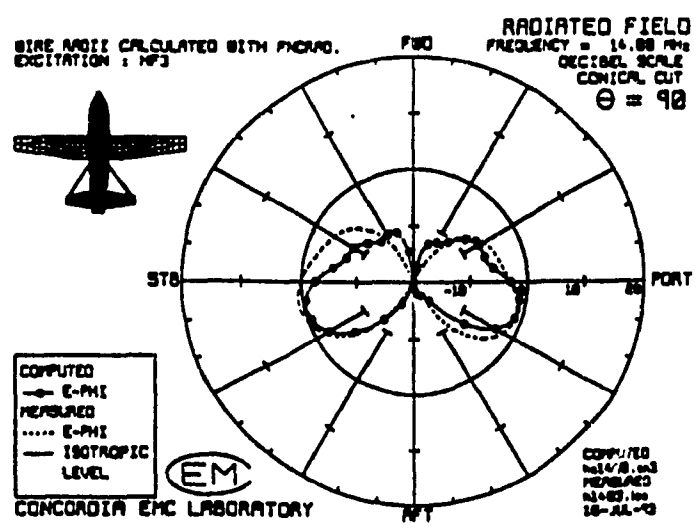 RADIATED FIELD
WIRE RADII CALCULATED WITH FNDRAD.
FWD
FREQUENCY = 14.00 MHz
EXCITATION : HF3
DECIBEL SCALE
CONICAL CUT
Θ = 90
STB
-10
10
20
PORT
COMPUTED
E-PHI
MEASURED
E-PHI
ISOTROPIC
LEVEL
EM
CONCORDIA EMC LABORATORY
AFT
COMPUTED
MEASURED